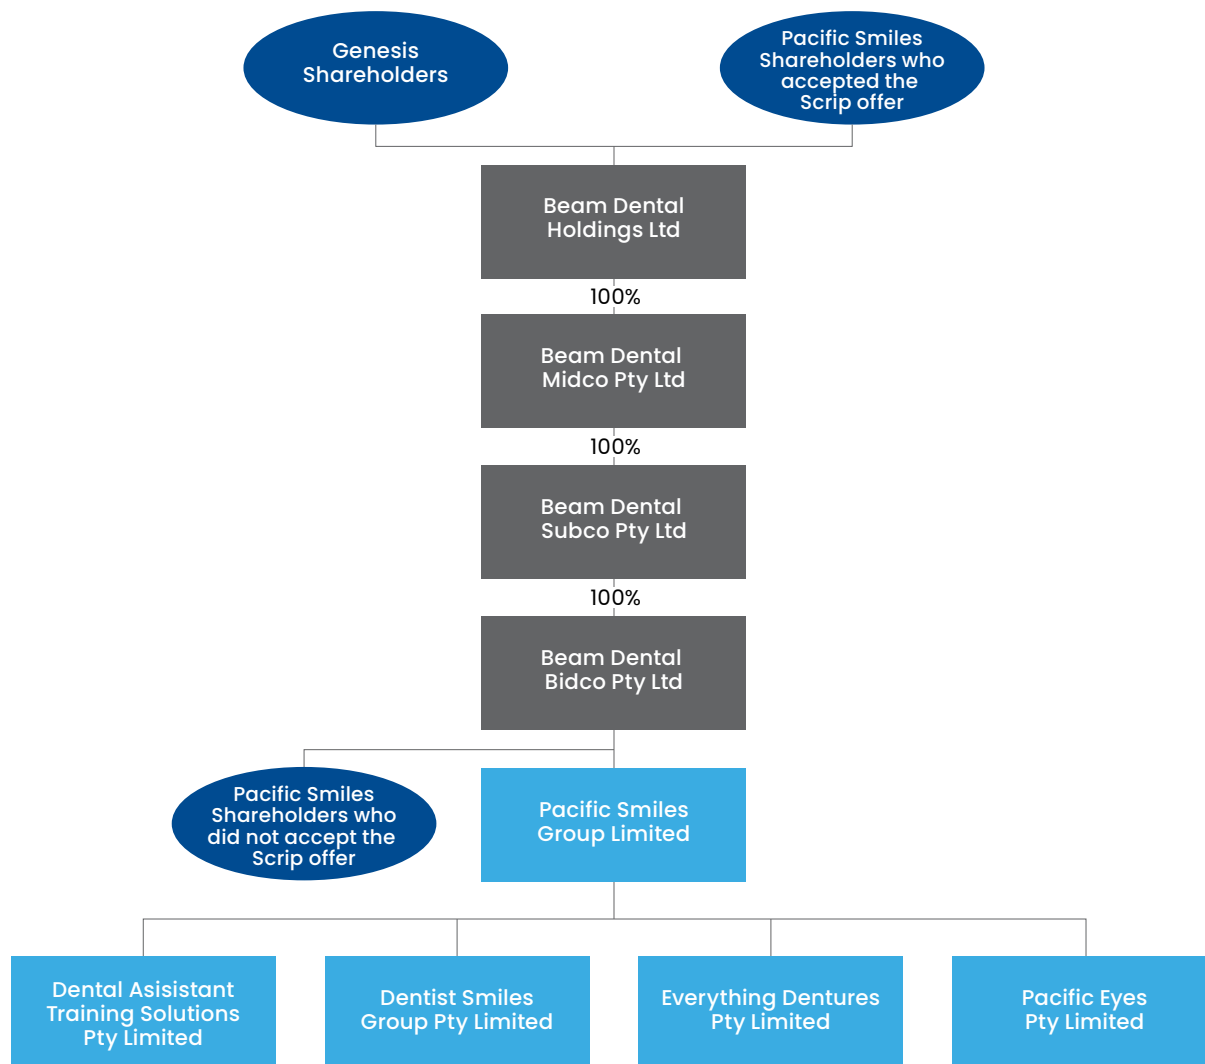 Genesis
Shareholders
Pacific Smiles
Shareholders who
accepted the
Scrip offer
Beam Dental
Holdings Ltd
100%
Beam Dental
Midco Pty Ltd
100%
Beam Dental
Subco Pty Ltd
100%
Beam Dental
Bidco Pty Ltd
Pacific Smiles
Shareholders who
did not accept the
Scrip offer
Pacific Smiles
Group Limited
Dental Asisistant
Training Solutions
Pty Limited
Dentist Smiles
Group Pty Limited
Everything Dentures
Pty Limited
Pacific Eyes
Pty Limited